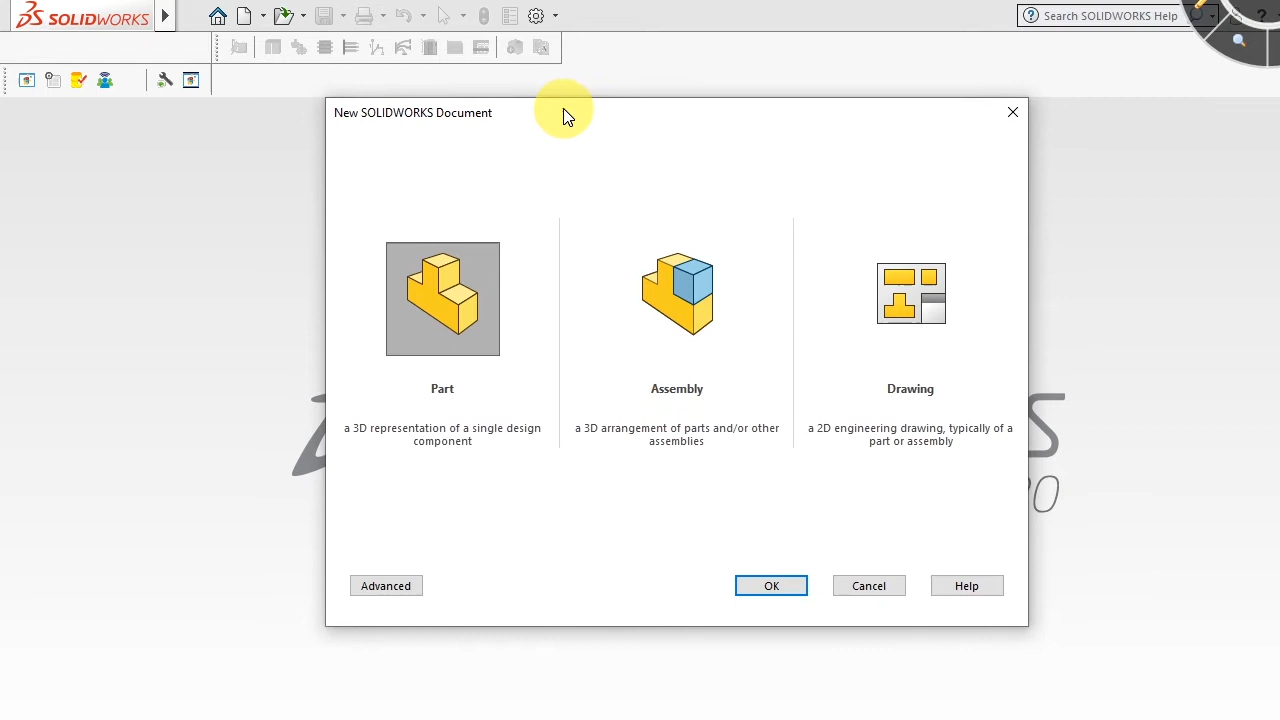 SOLIDWORKS
Search SOLIDWORKS Help
?
New SOLIDWORKS Document
Part
Assembly
Drawing
a 3D representation of a single design
component
a 3D arrangement of parts and/or other
assemblies
a 2D engineering drawing, typically of a
part or assembly
Advanced
OK
Cancel
Help